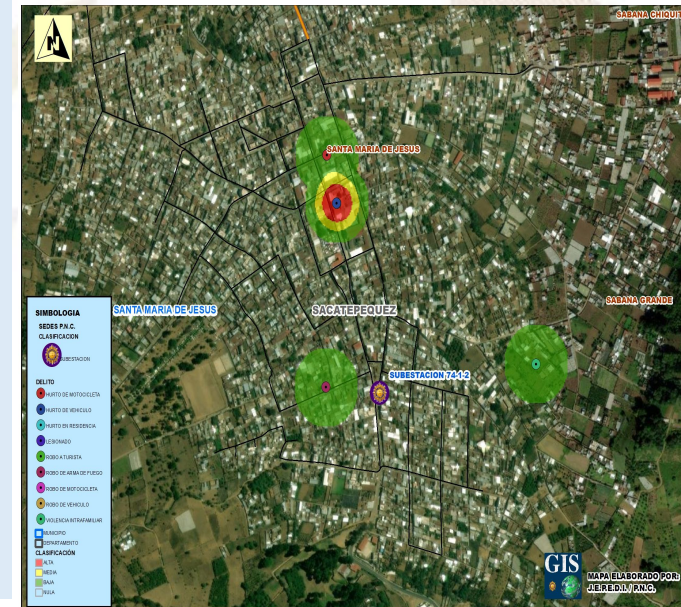 SABANA CHIQUIT
SANTA MARIA DE JESUS
SABANA GRANDE
SANTA MARIA DE JESUS
SACATEPEQUEZ
SUBESTACION 74-1-2
SIMBOLOGIA
SEDES P.N.C.
CLASIFICACION
SUBESTACION
DELITO
HURTO DE MOTOCICLETA
HURTO DE VEHICULO
HURTO EN RESIDENCIA
LESIONADO
ROBO A TURISTA
ROBO DE ARMA DE FUEGO
ROBO DE MOTOCICLETA
ROBO DE VEHICULO
VIOLENCIA INTRAFAMILIAR
MUNICIPIO
DEPARTAMENTO
CLASIFICACIÓN
ALTA
MEDIA
BAJA
NULA
GIS
MAPA ELABORADO POR:
J.E.P.E.D.I. / P.N.C.